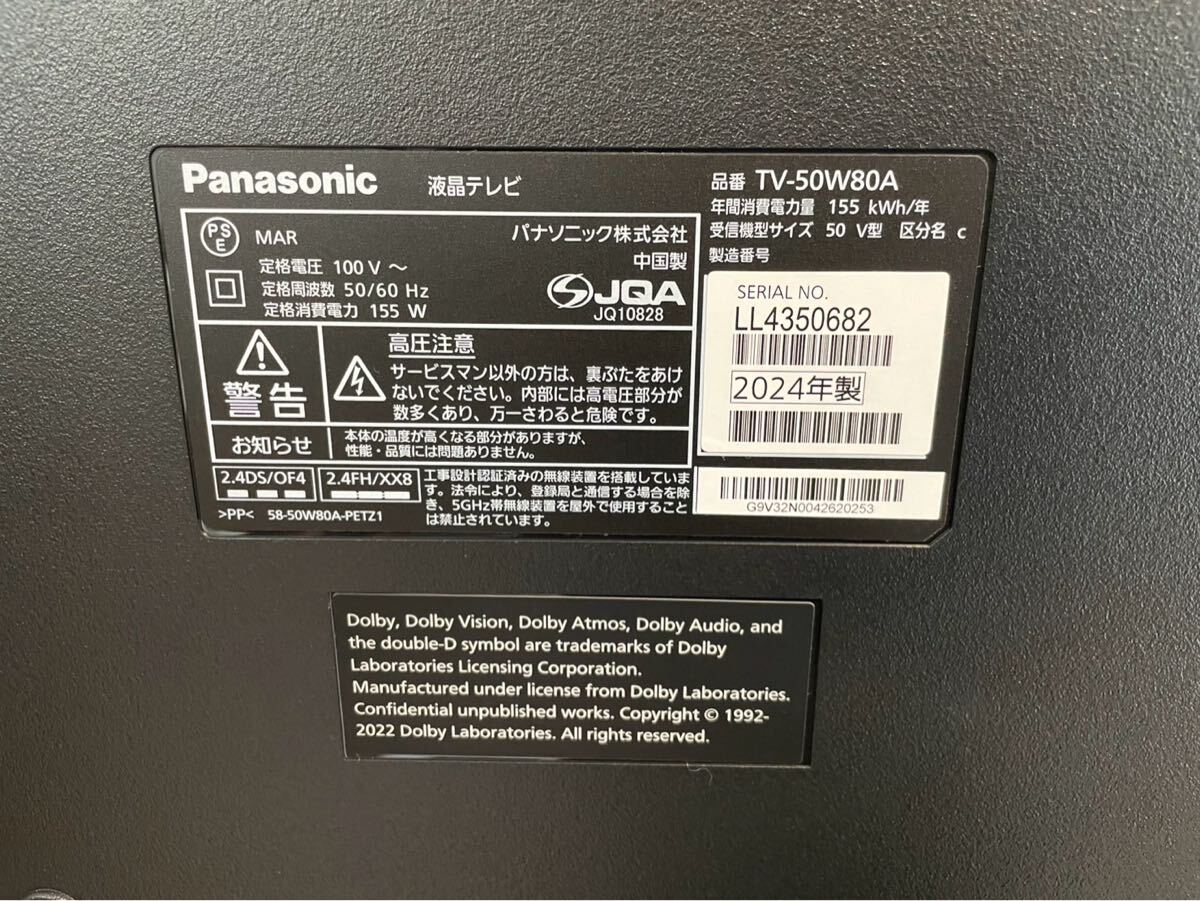 Panasonic 液晶テレビ
PS
E
MAR
パナソニック株式会社
中国製
定格電圧 100 V ～
定格周波数 50/60 Hz
定格消費電力 155 W
JQA
JQ10828
警告
高圧注意
サービスマン以外の方は、裏ぶたをあけ
ないでください。内部には高電圧部分が
数多くあり、万一さわると危険です。
お知らせ
本体の温度が高くなる部分がありますが、
性能・品質には問題ありません。
2.4DS/OF4
2.4FH/XX8
>PP< 58-50W80A-PETZ1
工事設計認証済みの無線装置を搭載していま
す。法令により、登録局と通信する場合を除
き、5GHz帯無線装置を屋外で使用すること
は禁止されています。
品番 TV-50W80A
年間消費電力量 155 kWh/年
受信機型サイズ 50 V型 区分名 c
製造番号
SERIAL NO.
LL4350682
2024年製
G9V32N0042620253
Dolby, Dolby Vision, Dolby Atmos, Dolby Audio, and
the double-D symbol are trademarks of Dolby
Laboratories Licensing Corporation.
Manufactured under license from Dolby Laboratories.
Confidential unpublished works. Copyright © 1992-
2022 Dolby Laboratories. All rights reserved.